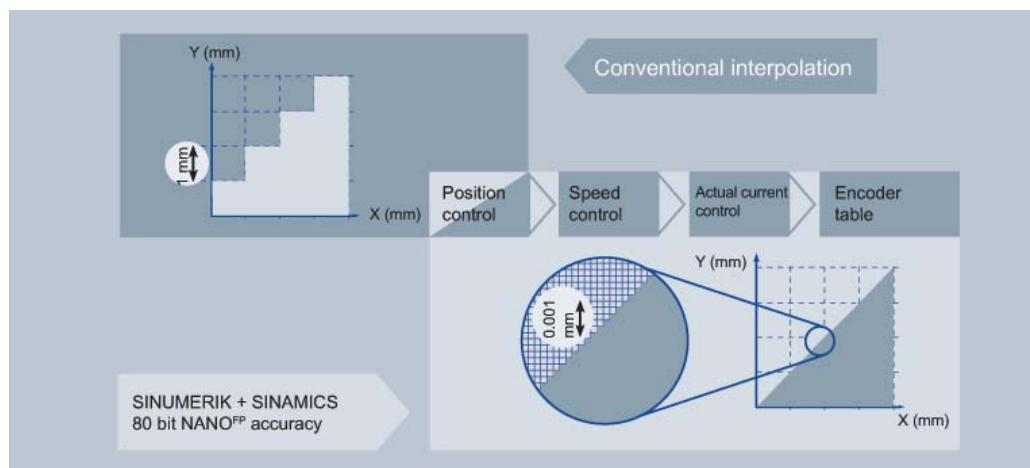 Y (mm)
Conventional interpolation
1 mm
X (mm)
Position
control
Speed
control
Actual current
control
Encoder
table
Y (mm)
0.001
mm
X (mm)
SINUMERIK + SINAMICS
80 bit NANOᶠᴾ accuracy